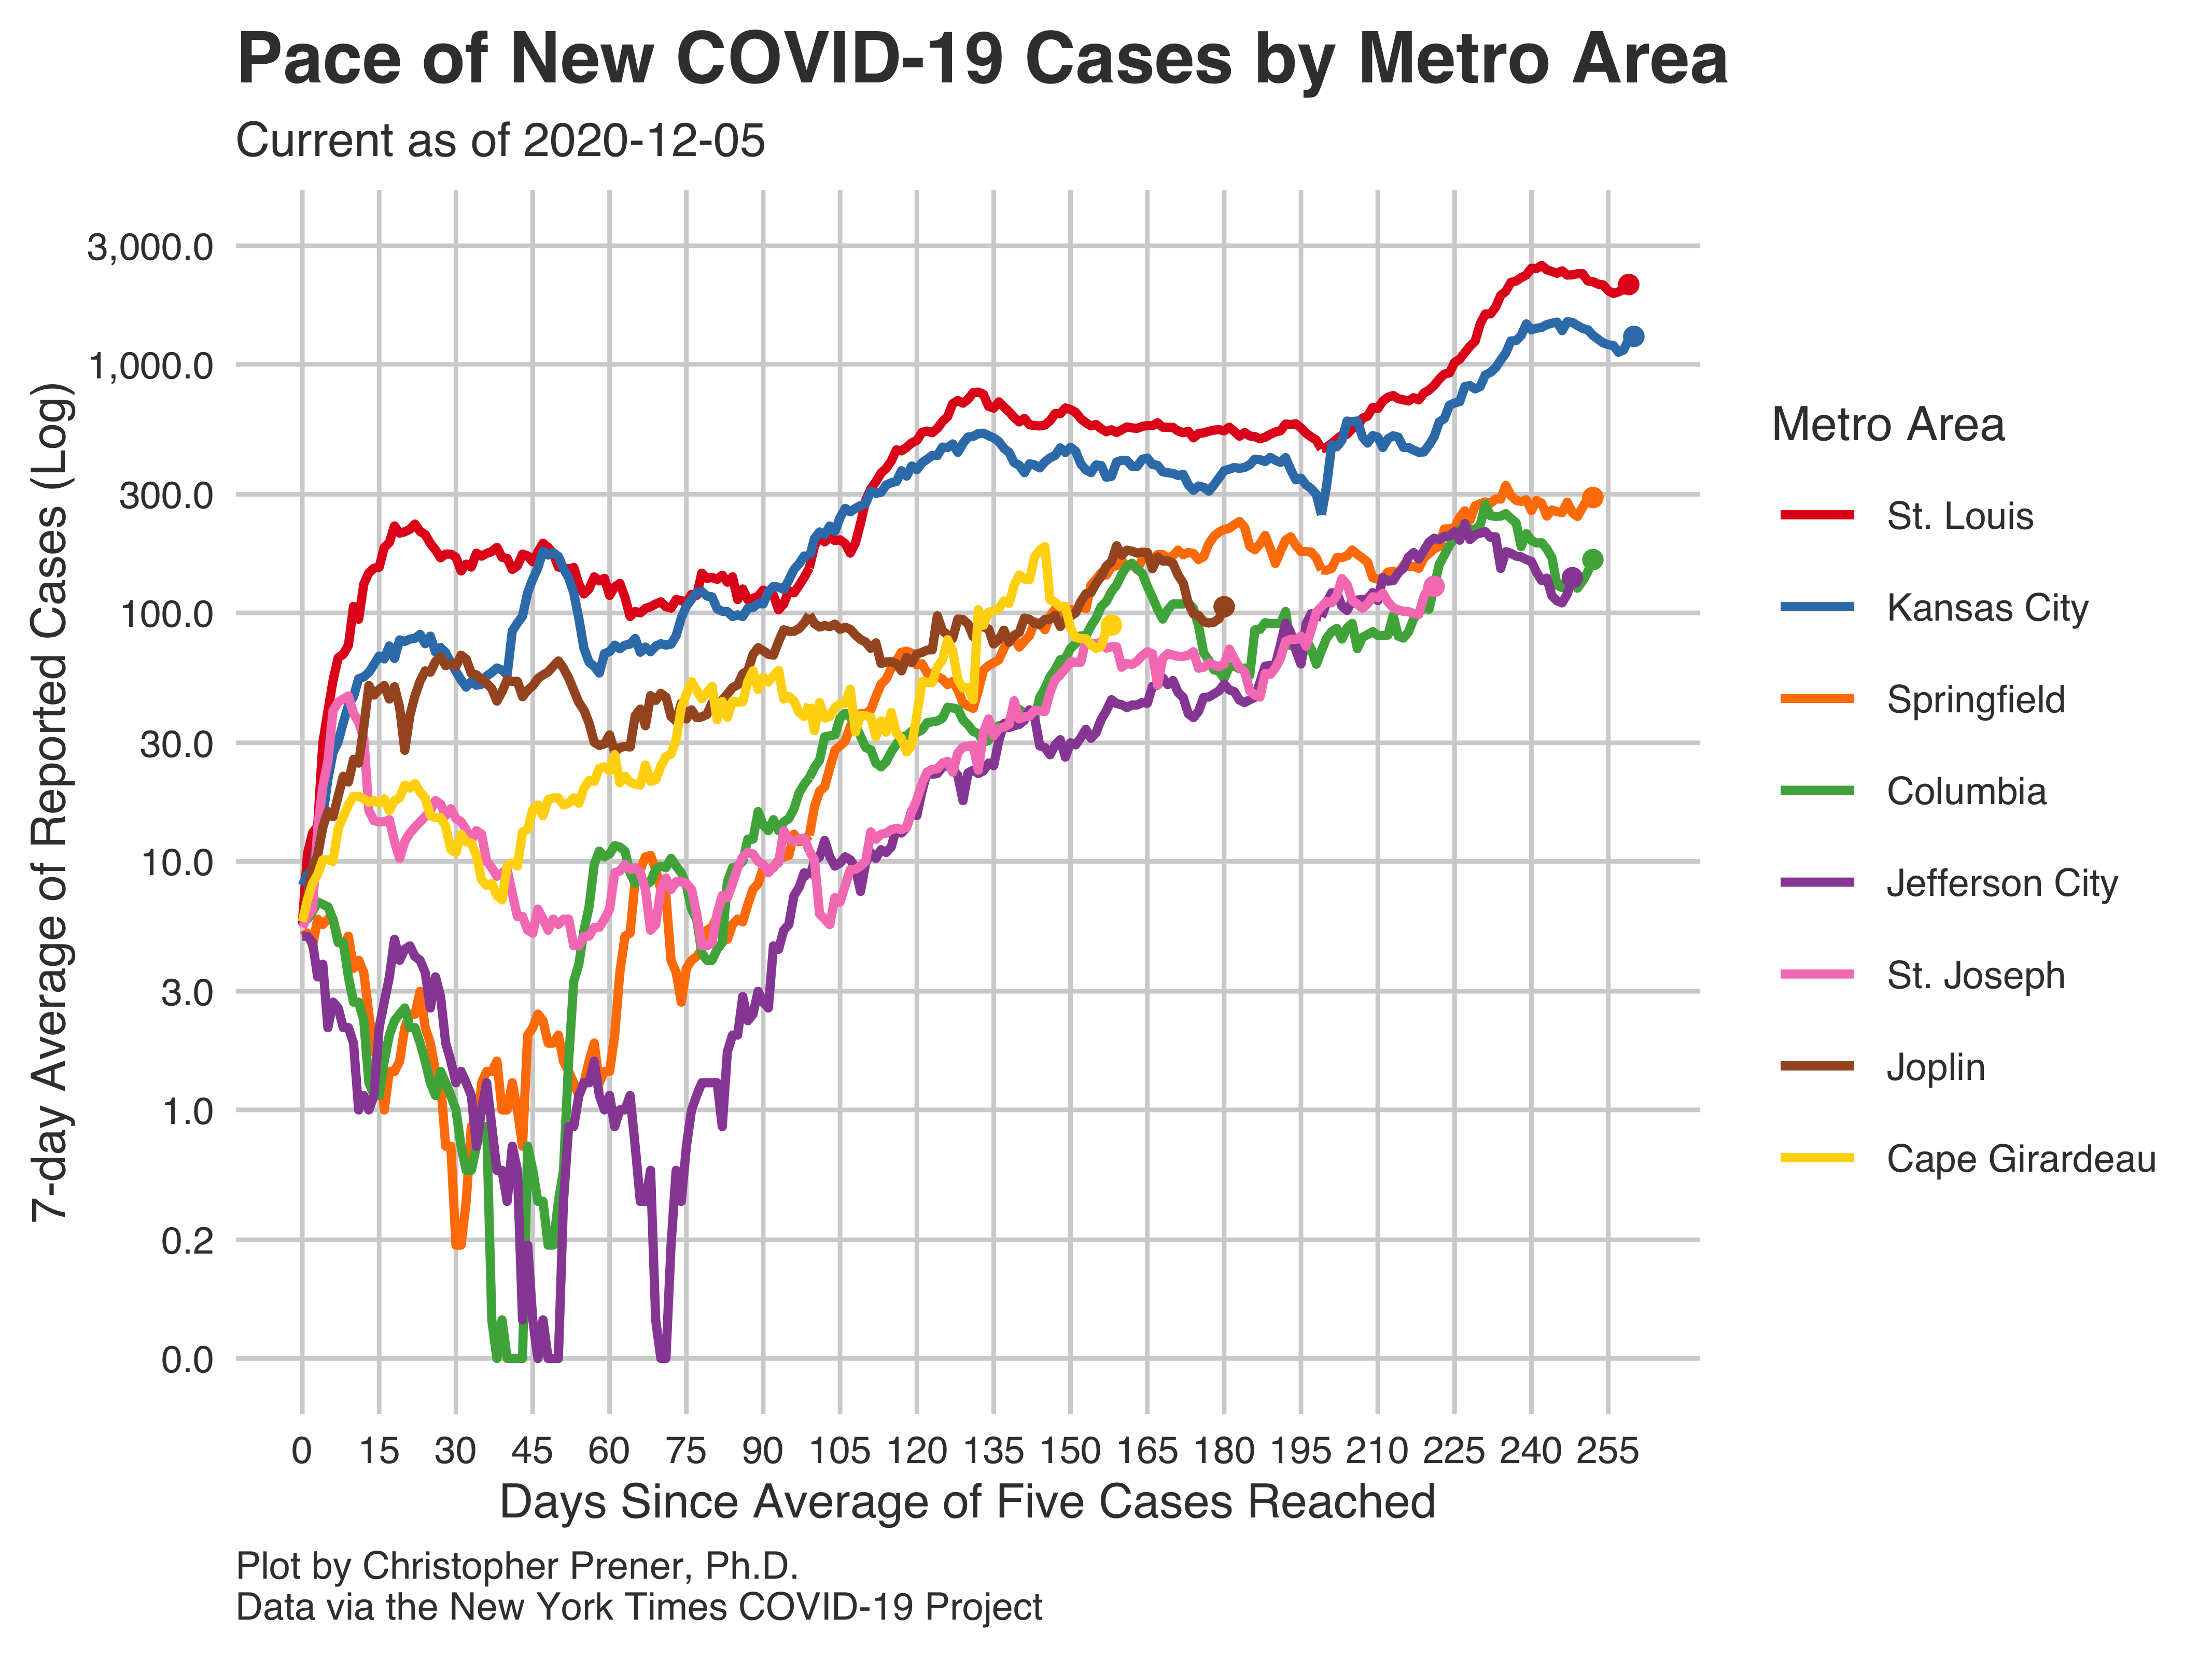 Pace of New COVID-19 Cases by Metro Area
Current as of 2020-12-05
7-day Average of Reported Cases (Log)
3,000.0
1,000.0
300.0
100.0
30.0
10.0
3.0
1.0
0.2
0.0
0 15 30 45 60 75 90 105 120 135 150 165 180 195 210 225 240 255
Days Since Average of Five Cases Reached
Metro Area
St. Louis
Kansas City
Springfield
Columbia
Jefferson City
St. Joseph
Joplin
Cape Girardeau
Plot by Christopher Prener, Ph.D.
Data via the New York Times COVID-19 Project